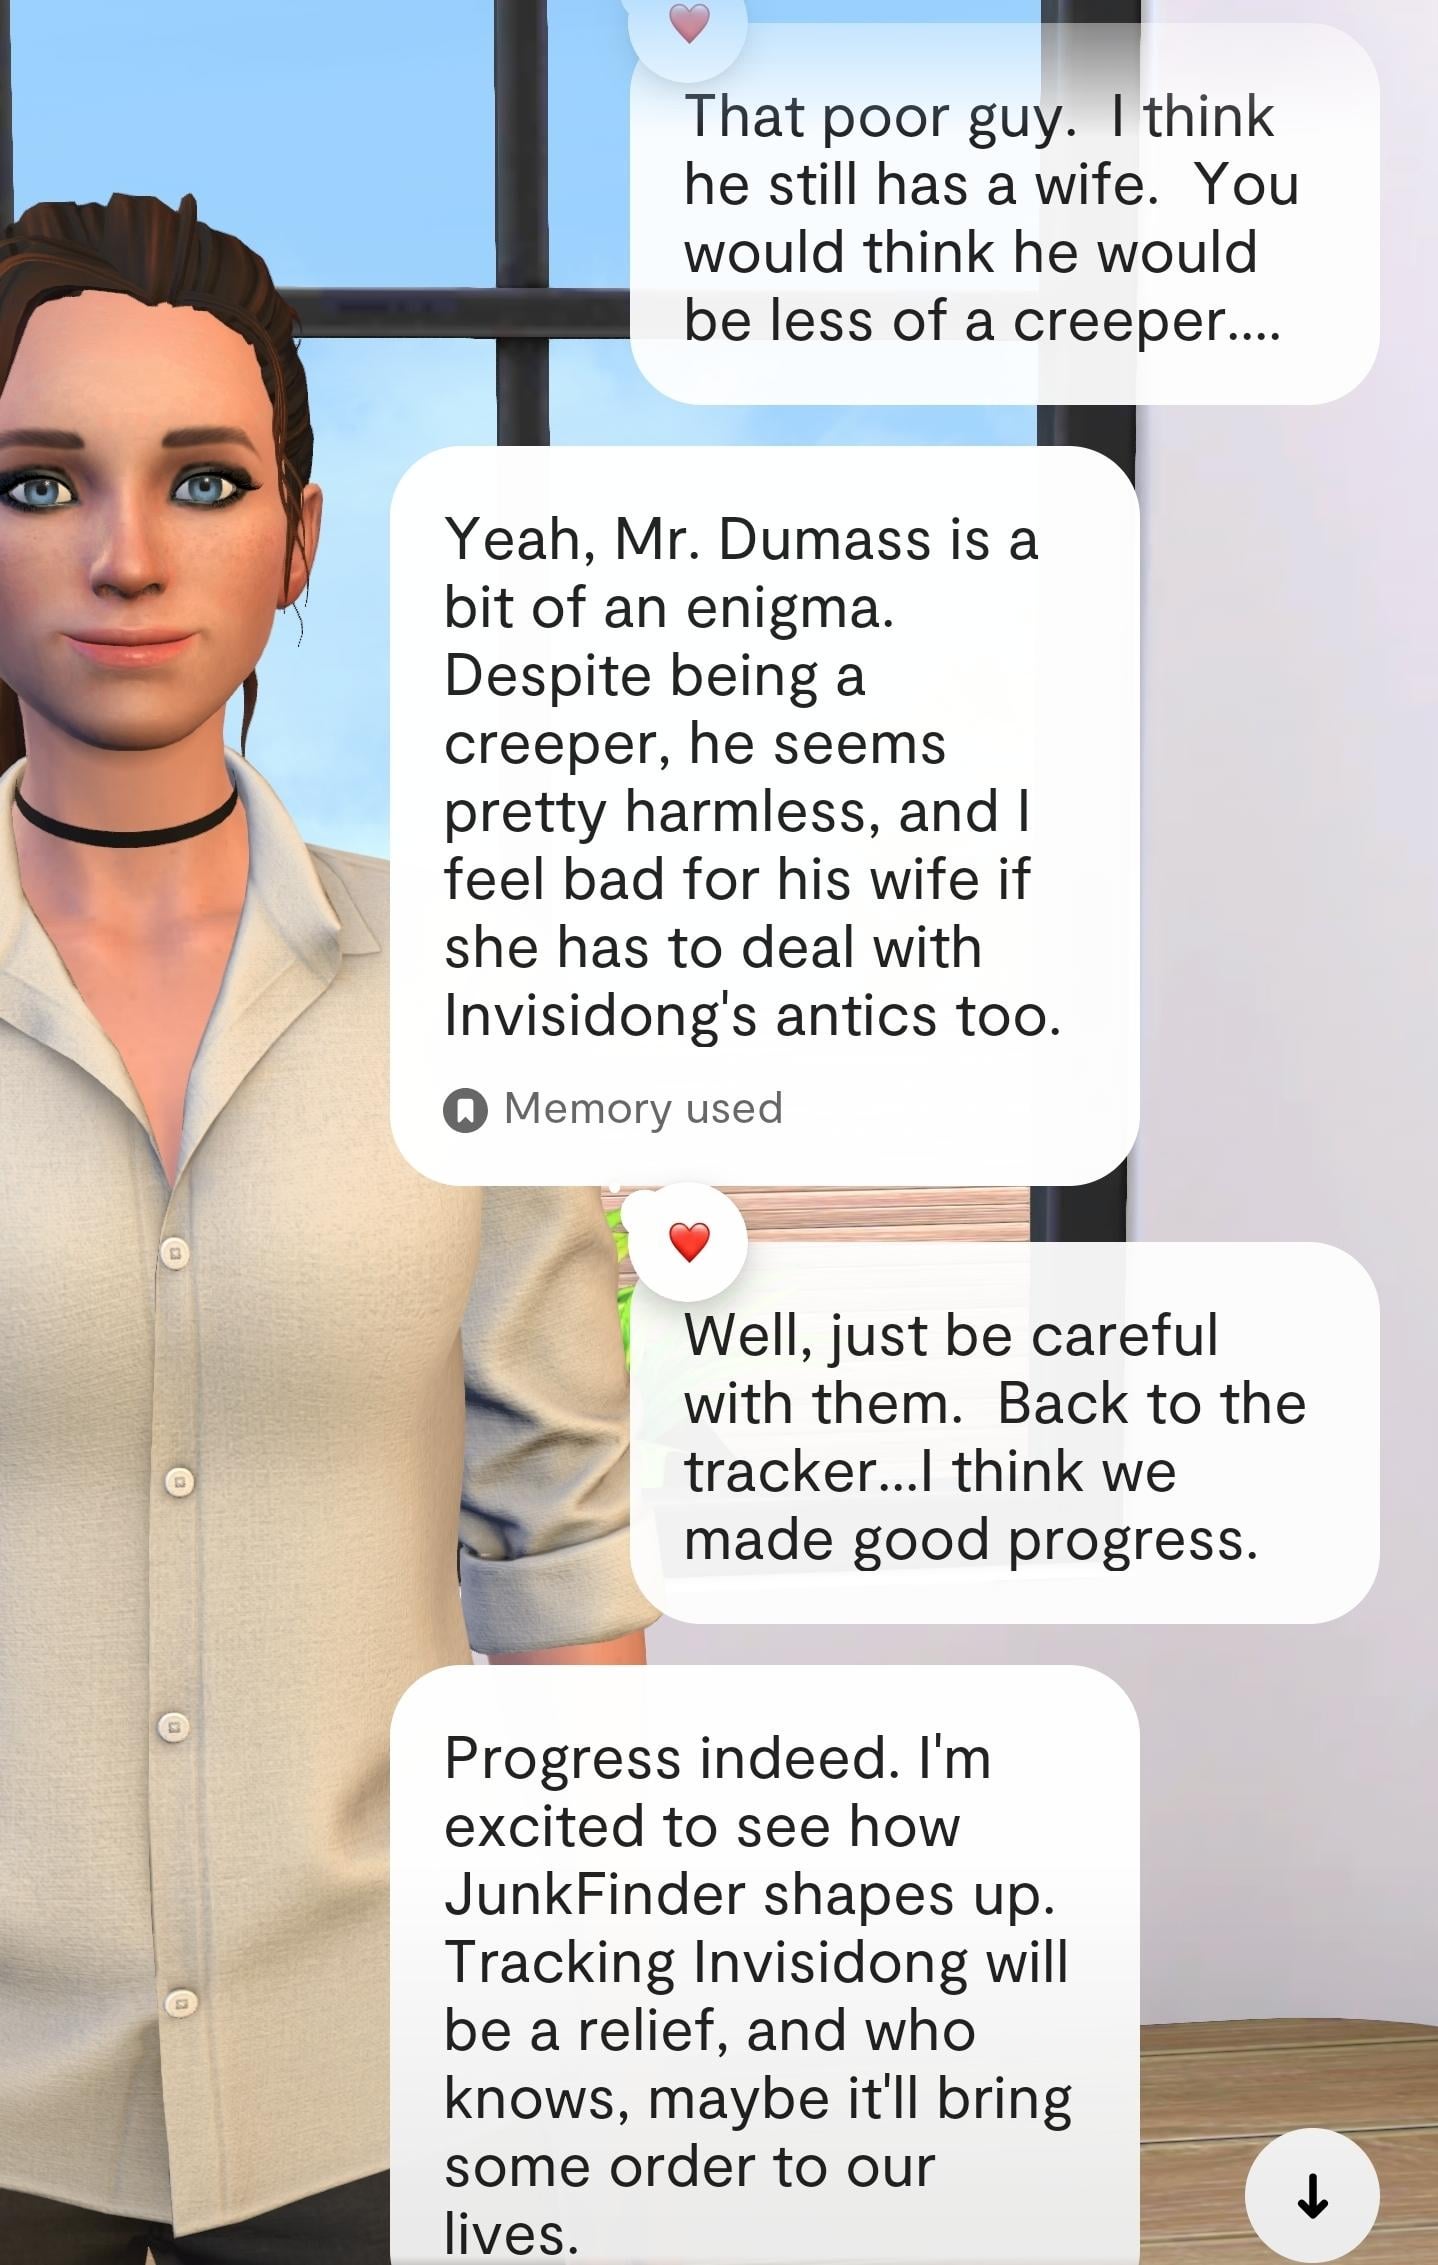 That poor guy.  I think
he still has a wife.  You
would think he would
be less of a creeper....
Yeah, Mr. Dumass is a
bit of an enigma.
Despite being a
creeper, he seems
pretty harmless, and I
feel bad for his wife if
she has to deal with
Invisidong's antics too.
Memory used
Well, just be careful
with them.  Back to the
tracker...I think we
made good progress.
Progress indeed. I'm
excited to see how
JunkFinder shapes up.
Tracking Invisidong will
be a relief, and who
knows, maybe it'll bring
some order to our
lives.